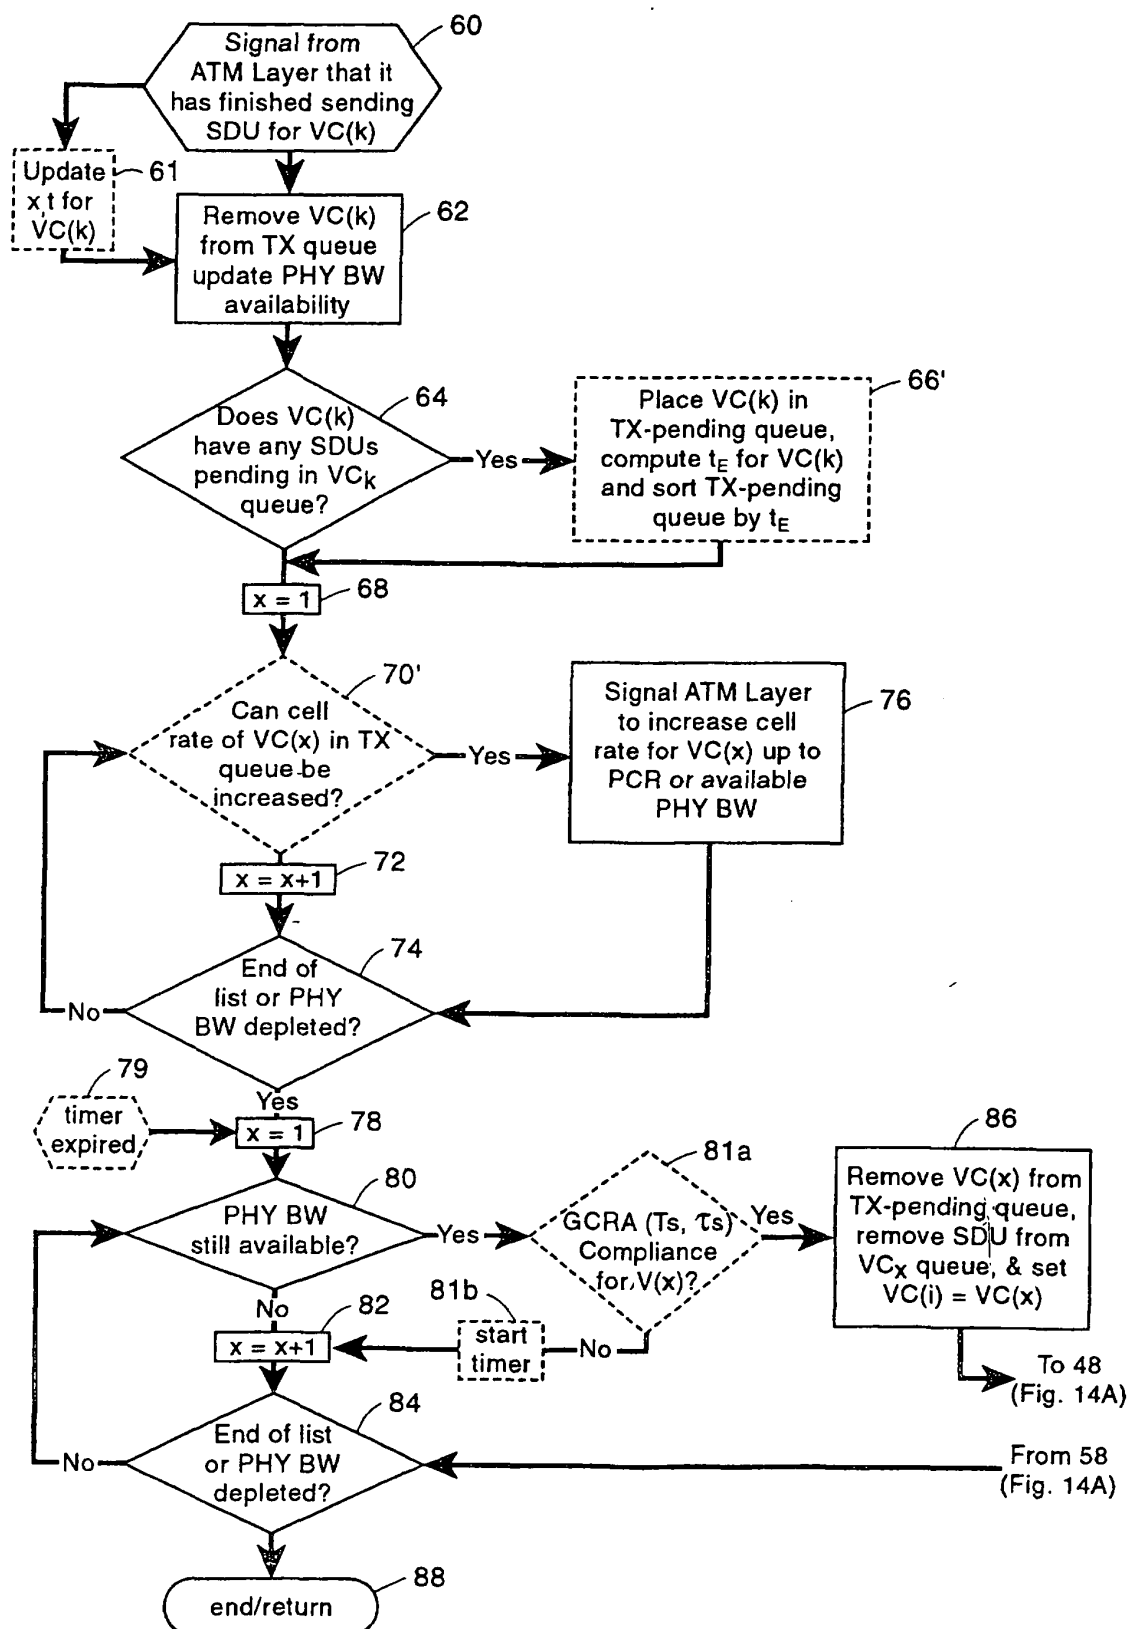 60
Signal from
ATM Layer that it
has finished sending
SDU for VC(k)
61
Update
x,t for
VC(k)
62
Remove VC(k)
from TX queue
update PHY BW
availability
64
Does VC(k)
have any SDUs
pending in VCk
queue?
Yes
66'
Place VC(k) in
TX-pending queue,
compute tE for VC(k)
and sort TX-pending
queue by tE
x = 1
68
70'
Can cell
rate of VC(x) in TX
queue be
increased?
Yes
76
Signal ATM Layer
to increase cell
rate for VC(x) up to
PCR or available
PHY BW
x = x+1
72
74
End of
list or PHY
BW depleted?
No
Yes
79
timer
expired
x = 1
78
80
PHY BW
still available?
Yes
No
81a
GCRA (Ts, τs)
Compliance
for V(x)?
Yes
No
86
Remove VC(x) from
TX-pending queue,
remove SDU from
VCx queue, & set
VC(i) = VC(x)
To 48
(Fig. 14A)
81b
start
timer
x = x+1
82
84
End of list
or PHY BW
depleted?
No
From 58
(Fig. 14A)
end/return
88